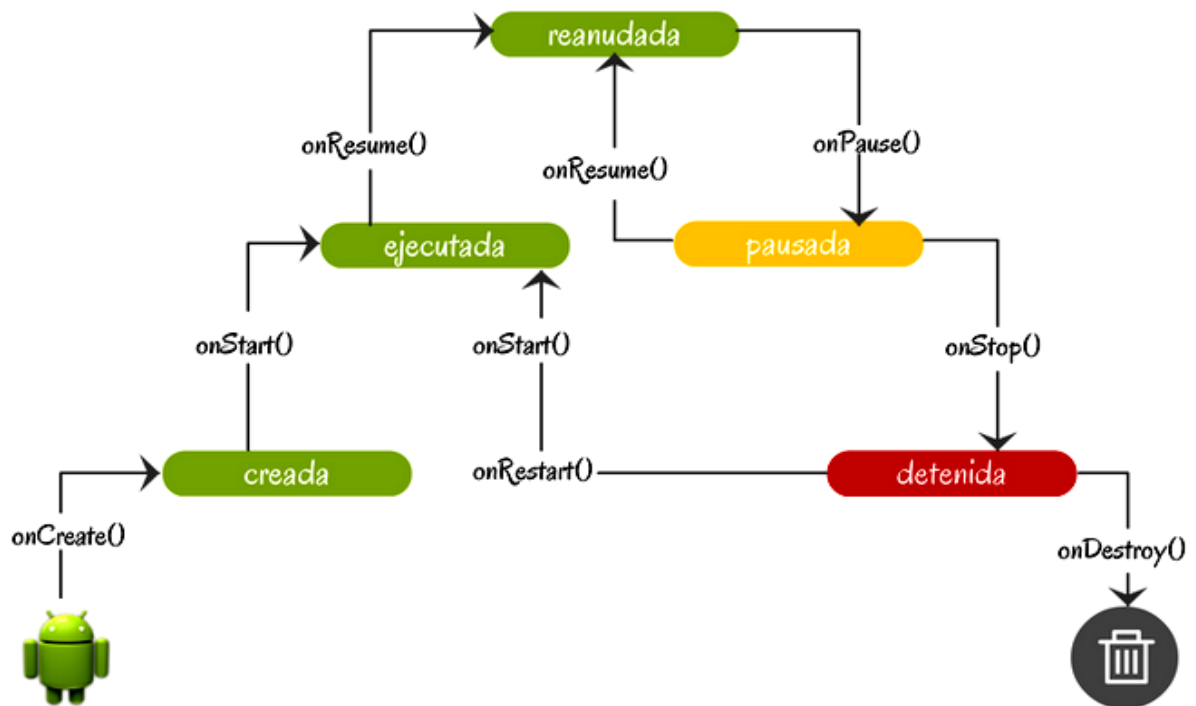 reanudada
onResume()
onPause()
onResume()
ejecutada
pausada
onStart()
onStart()
onStop()
creada
onRestart()
detenida
onCreate()
onDestroy()